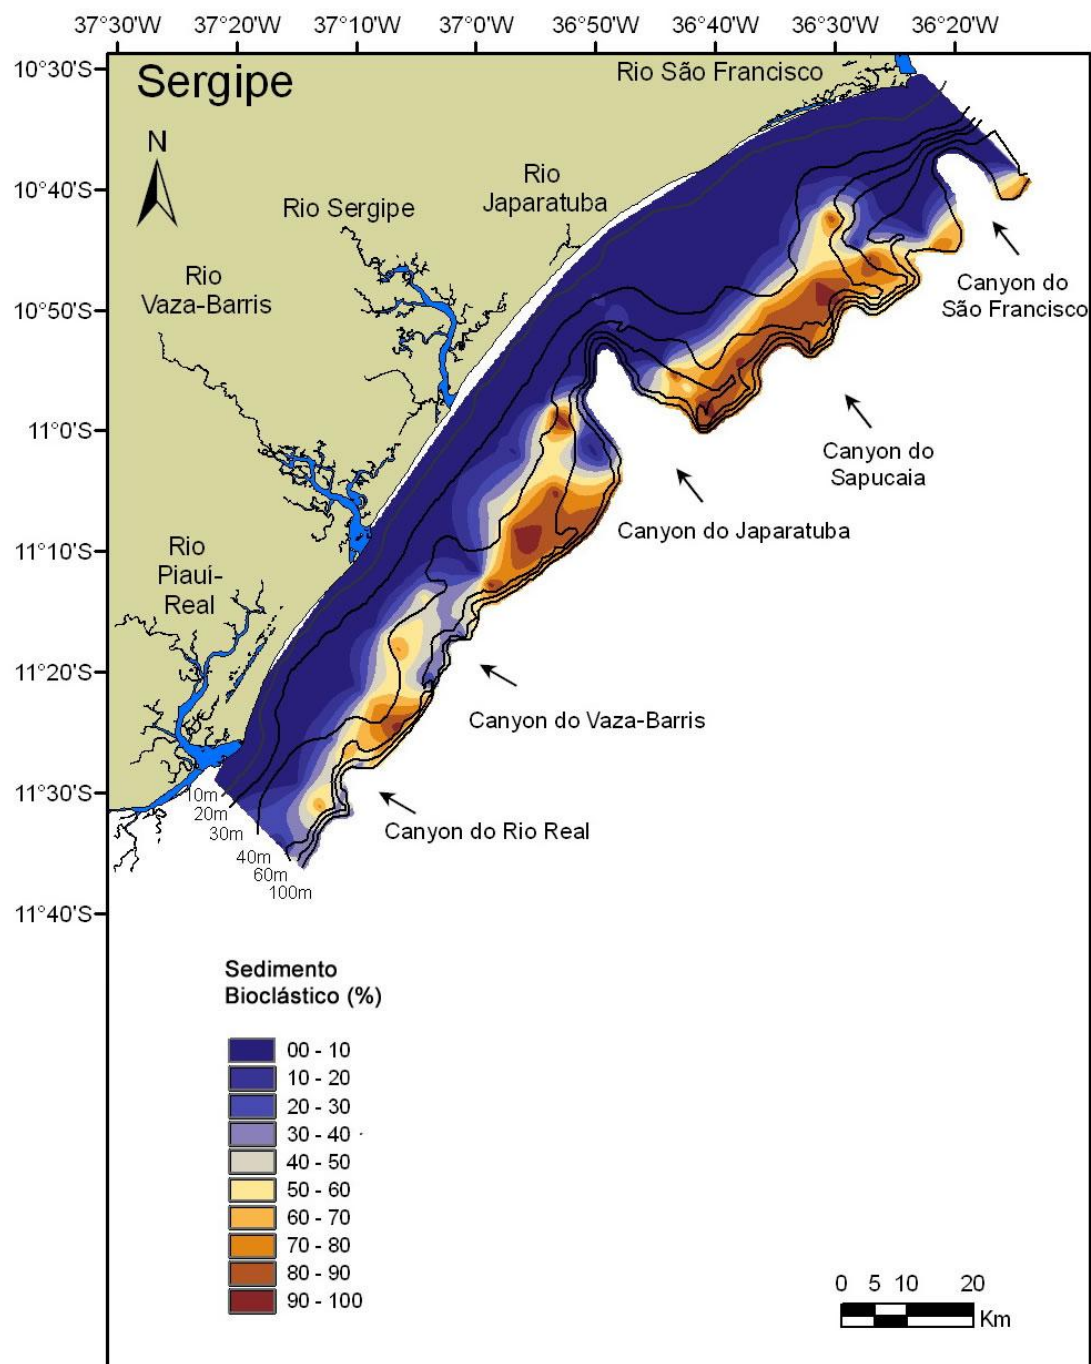 37°30'W 37°20'W 37°10'W 37°0'W 36°50'W 36°40'W 36°30'W 36°20'W
10°30'S
Sergipe
Rio São Francisco
N
10°40'S
Rio
Japaratuba
Rio Sergipe
Rio
Vaza-Barris
Canyon do
São Francisco
10°50'S
11°0'S
Canyon do
Sapucaia
Canyon do Japaratuba
11°10'S
Rio
Piauí-
Real
11°20'S
Canyon do Vaza-Barris
11°30'S
10m
20m
30m
40m
60m
100m
Canyon do Rio Real
11°40'S
Sedimento
Bioclástico (%)
00 - 10
10 - 20
20 - 30
30 - 40
40 - 50
50 - 60
60 - 70
70 - 80
80 - 90
90 - 100
0 5 10 20
Km